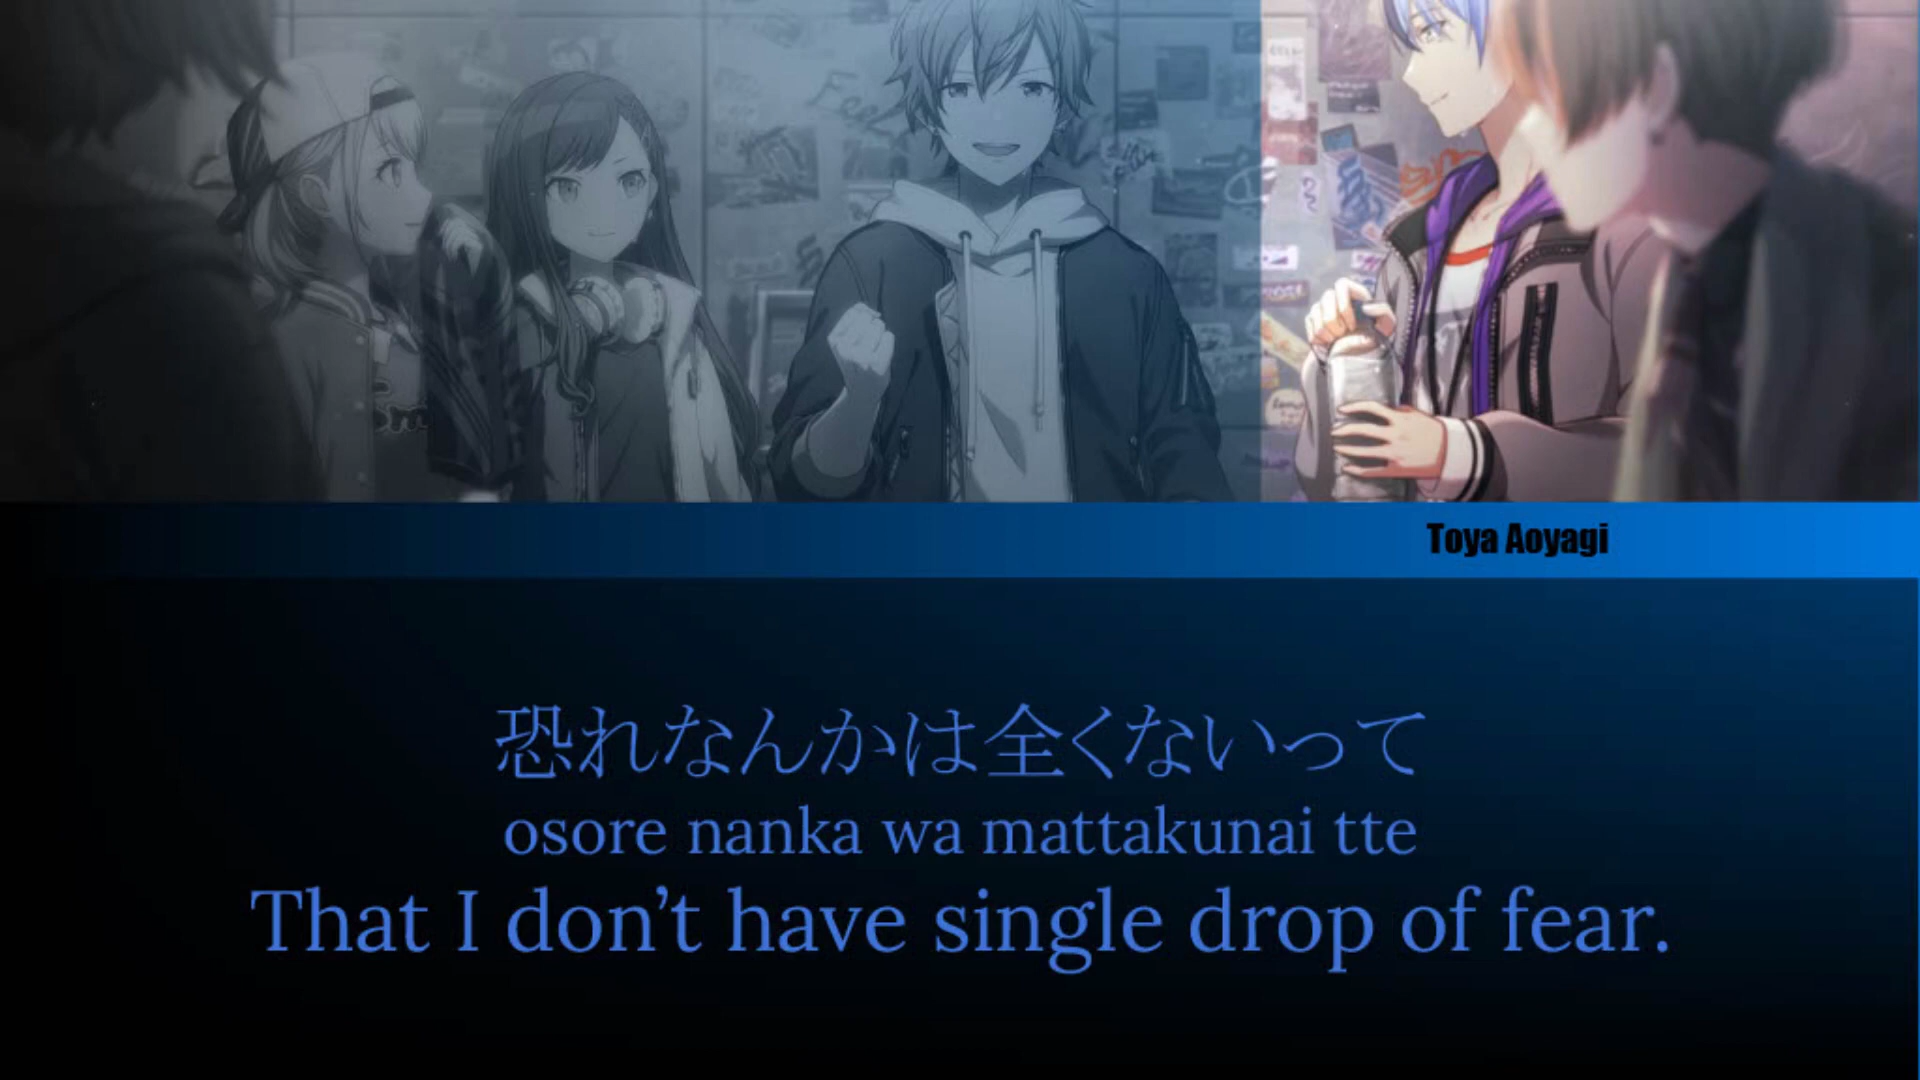 Toya Aoyagi
恐れなんかは全くないって
osore nanka wa mattakunai tte
That I don’t have single drop of fear.